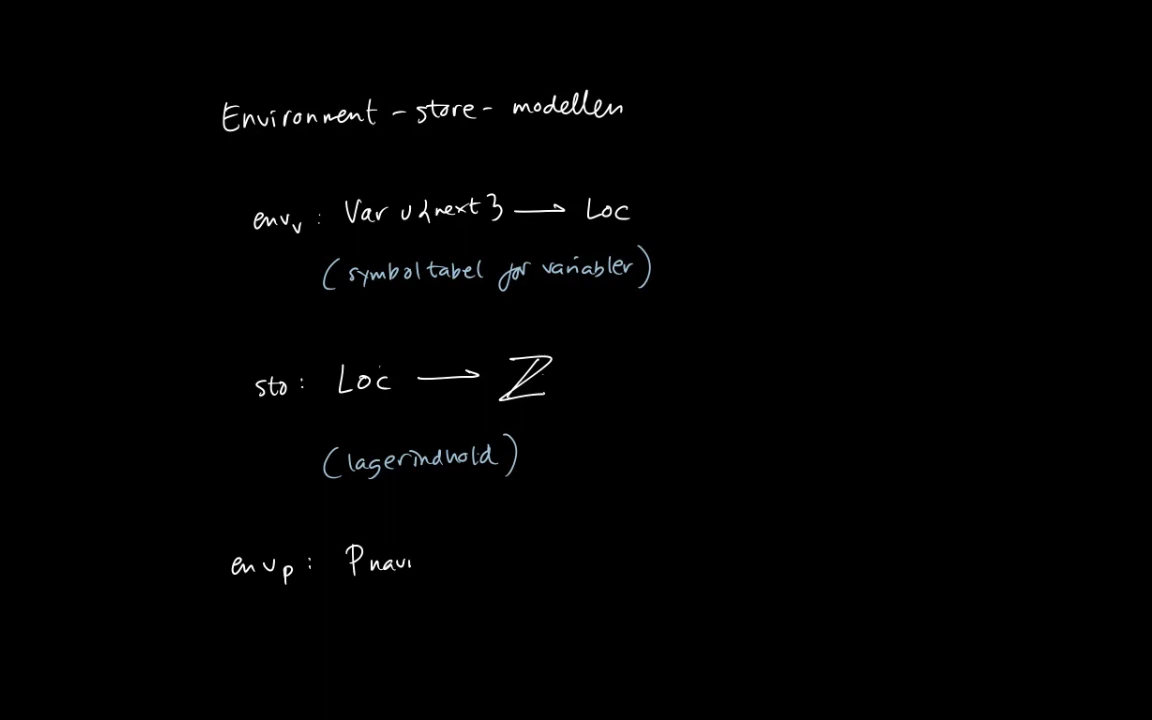 Environment - store - modellen
env_v : Var ∪ {next} → Loc
(symboltabel for variabler)
sto : Loc → ℤ
(lagerindhold)
env_p : Pnavn